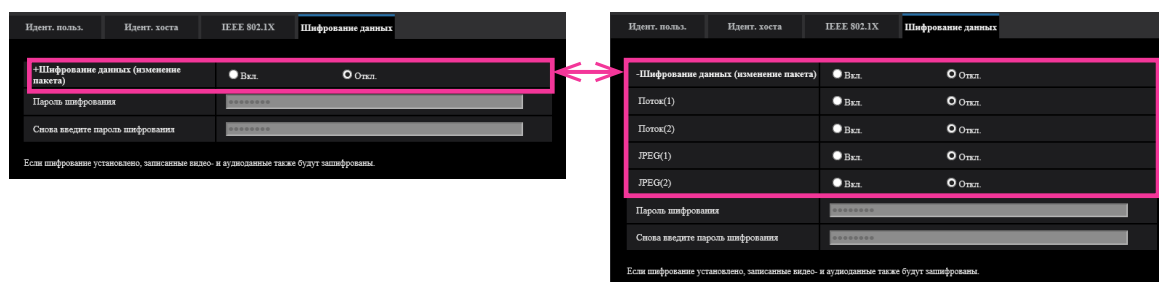 Идент. польз.
Идент. хоста
IEEE 802.1X
Шифрование данных
+Шифрование данных (изменение
пакета)
Вкл.
Откл.
Пароль шифрования
Снова введите пароль шифрования
Если шифрование установлено, записанные видео- и аудиоданные также будут зашифрованы.
Идент. польз.
Идент. хоста
IEEE 802.1X
Шифрование данных
-Шифрование данных (изменение пакета)
Вкл.
Откл.
Поток(1)
Вкл.
Откл.
Поток(2)
Вкл.
Откл.
JPEG(1)
Вкл.
Откл.
JPEG(2)
Вкл.
Откл.
Пароль шифрования
Снова введите пароль шифрования
Если шифрование установлено, записанные видео- и аудиоданные также будут зашифрованы.